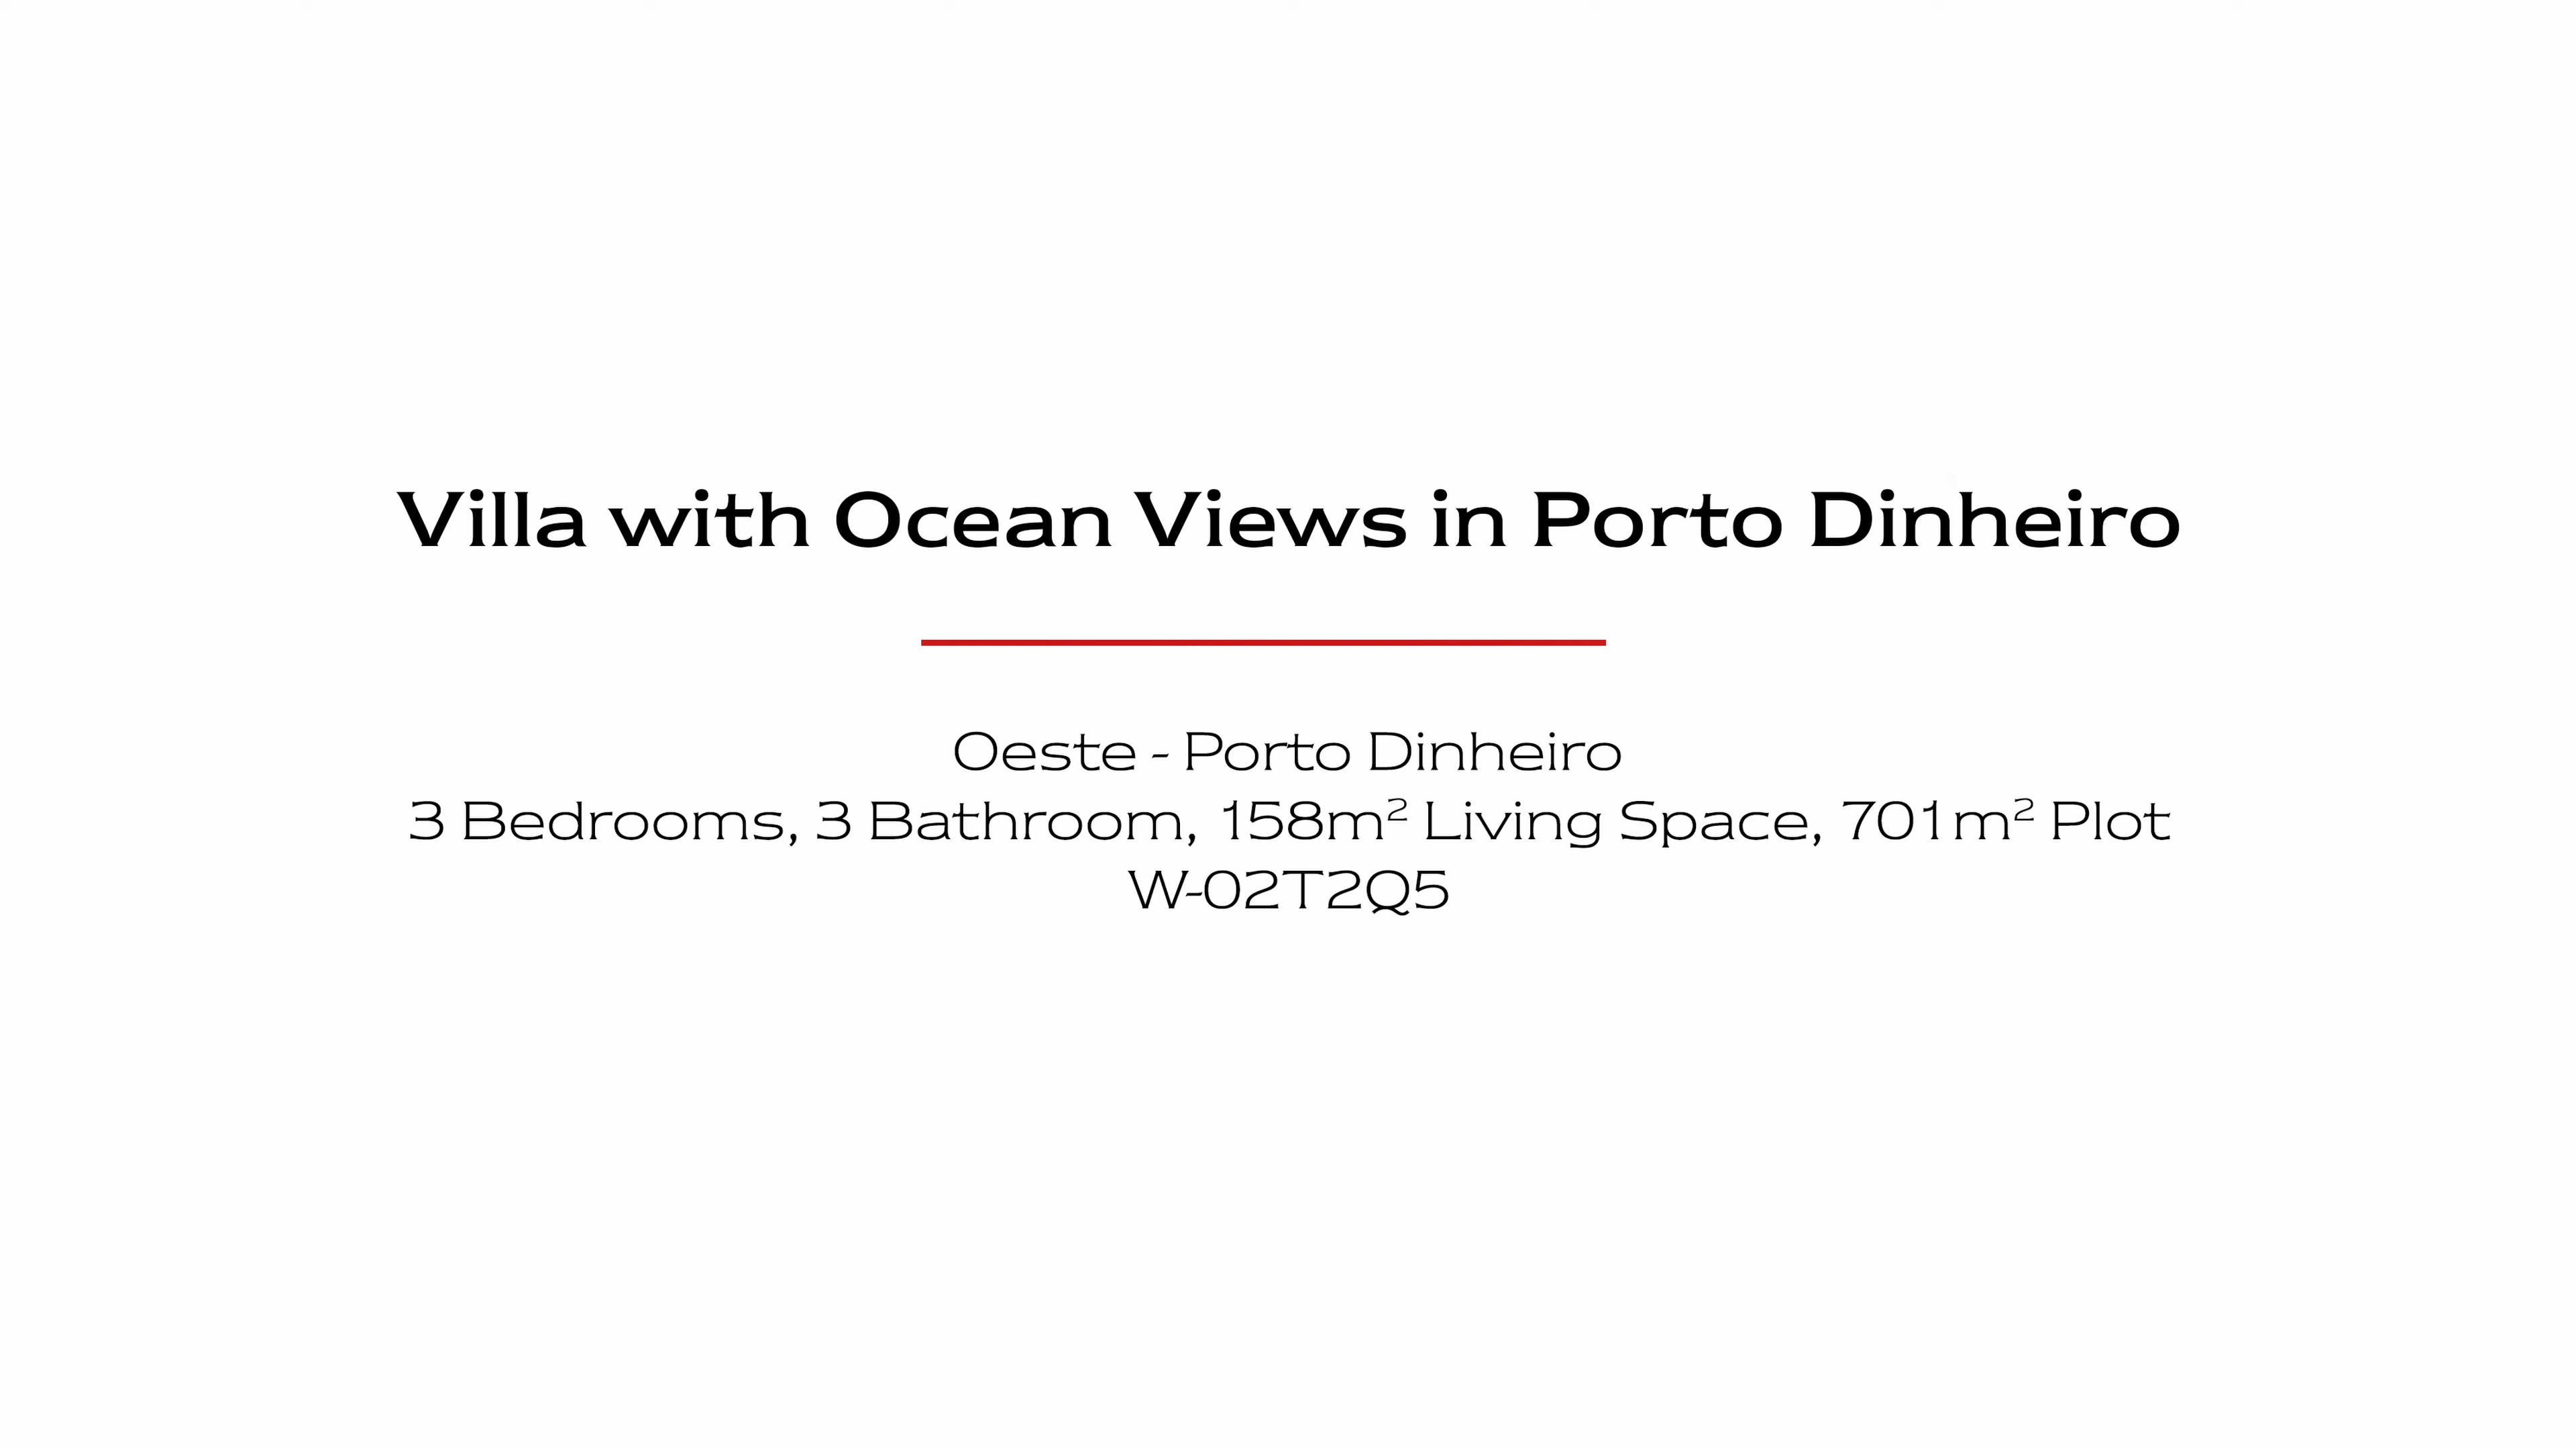 Villa with Ocean Views in Porto Dinheiro
Oeste - Porto Dinheiro
3 Bedrooms, 3 Bathroom, 158m² Living Space, 701m² Plot
W-02T2Q5